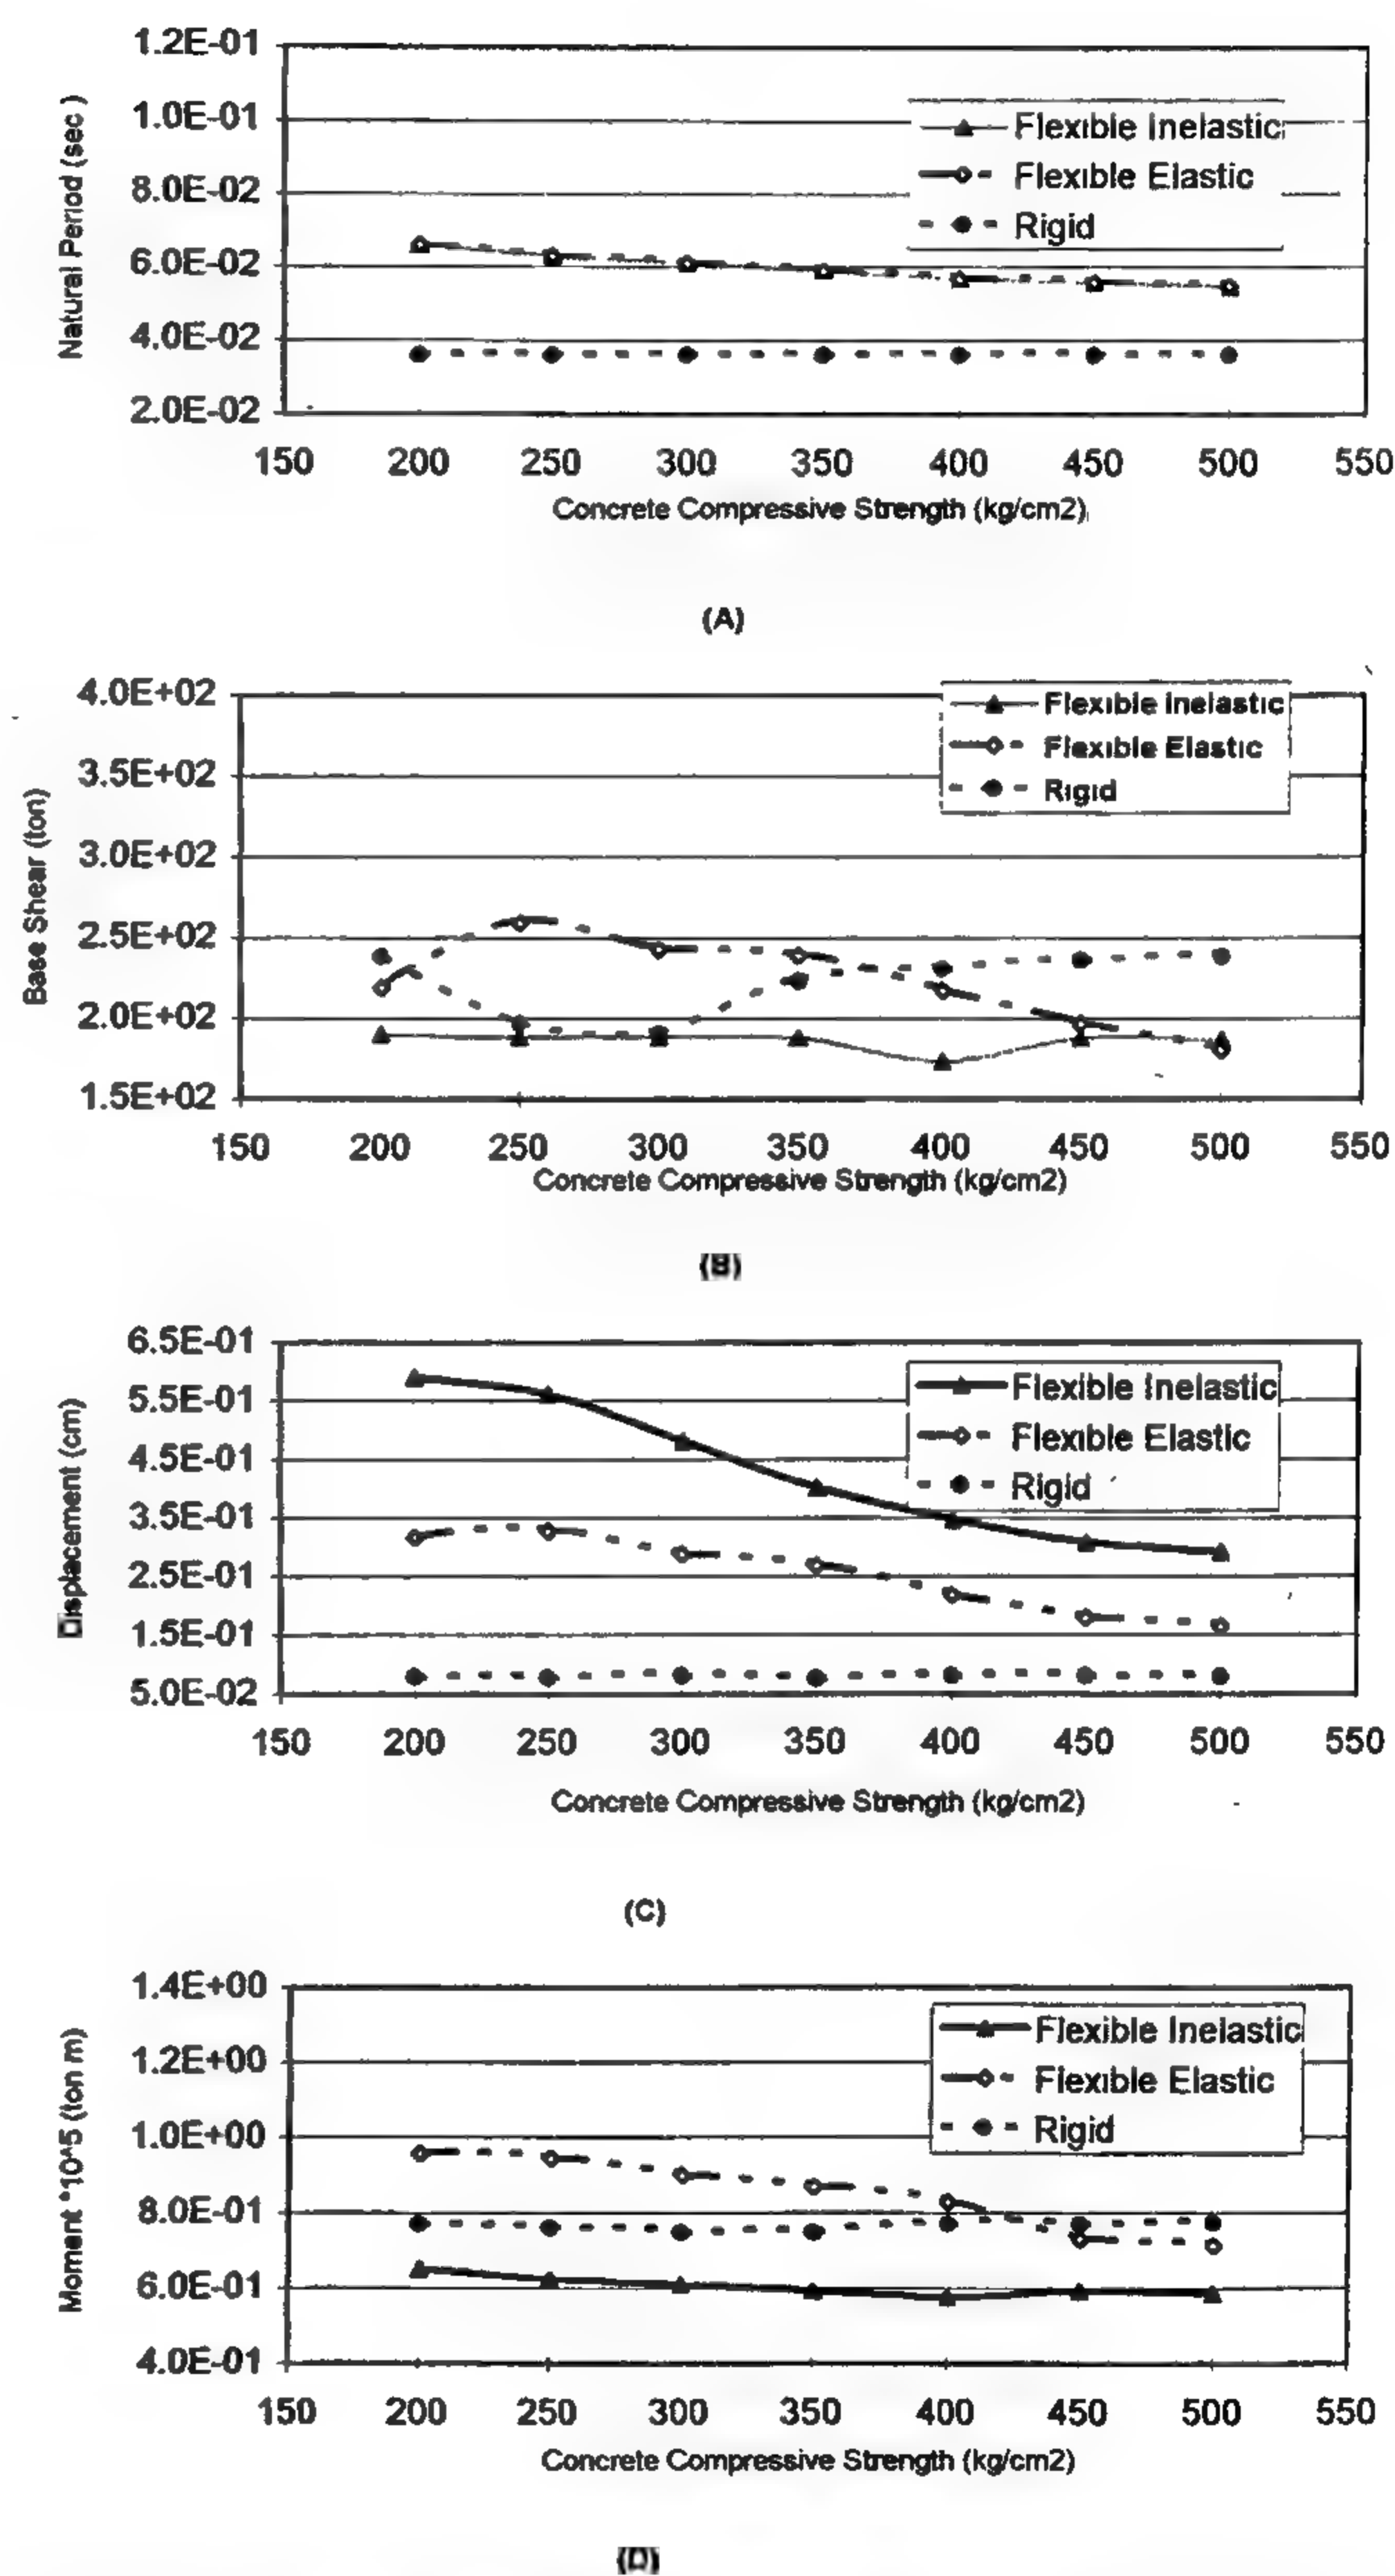 1.2E-01
1.0E-01
8.0E-02
6.0E-02
4.0E-02
2.0E-02
Natural Period (sec )
Flexible Inelastic
Flexible Elastic
Rigid
150 200 250 300 350 400 450 500 550
Concrete Compressive Strength (kg/cm2)
(A)
4.0E+02
3.5E+02
3.0E+02
2.5E+02
2.0E+02
1.5E+02
Base Shear (ton)
Flexible Inelastic
Flexible Elastic
Rigid
150 200 250 300 350 400 450 500 550
Concrete Compressive Strength (kg/cm2)
(B)
6.5E-01
5.5E-01
4.5E-01
3.5E-01
2.5E-01
1.5E-01
5.0E-02
Displacement (cm)
Flexible Inelastic
Flexible Elastic
Rigid
150 200 250 300 350 400 450 500 550
Concrete Compressive Strength (kg/cm2)
(C)
1.4E+00
1.2E+00
1.0E+00
8.0E-01
6.0E-01
4.0E-01
Moment *10^5 (ton m)
Flexible Inelastic
Flexible Elastic
Rigid
150 200 250 300 350 400 450 500 550
Concrete Compressive Strength (kg/cm2)
(D)